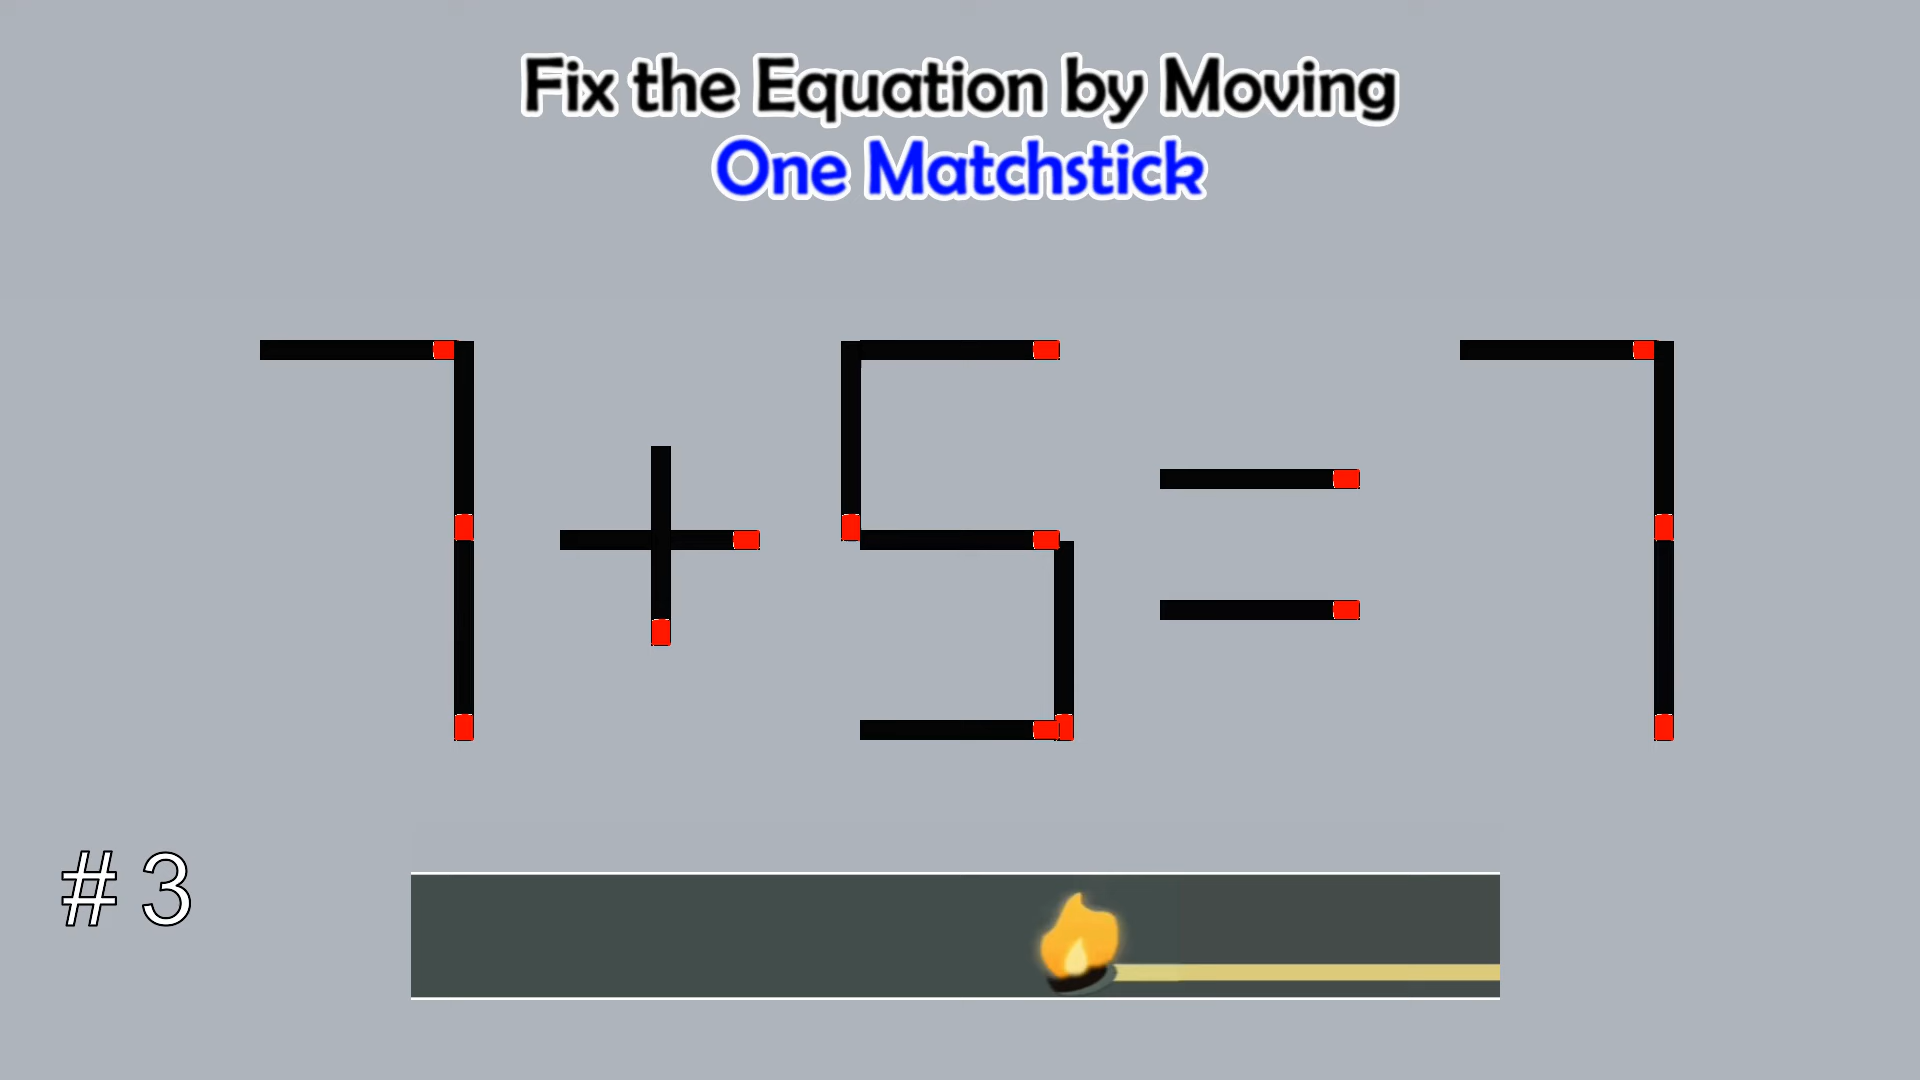 Fix the Equation by Moving
One Matchstick
7+5=7
#3